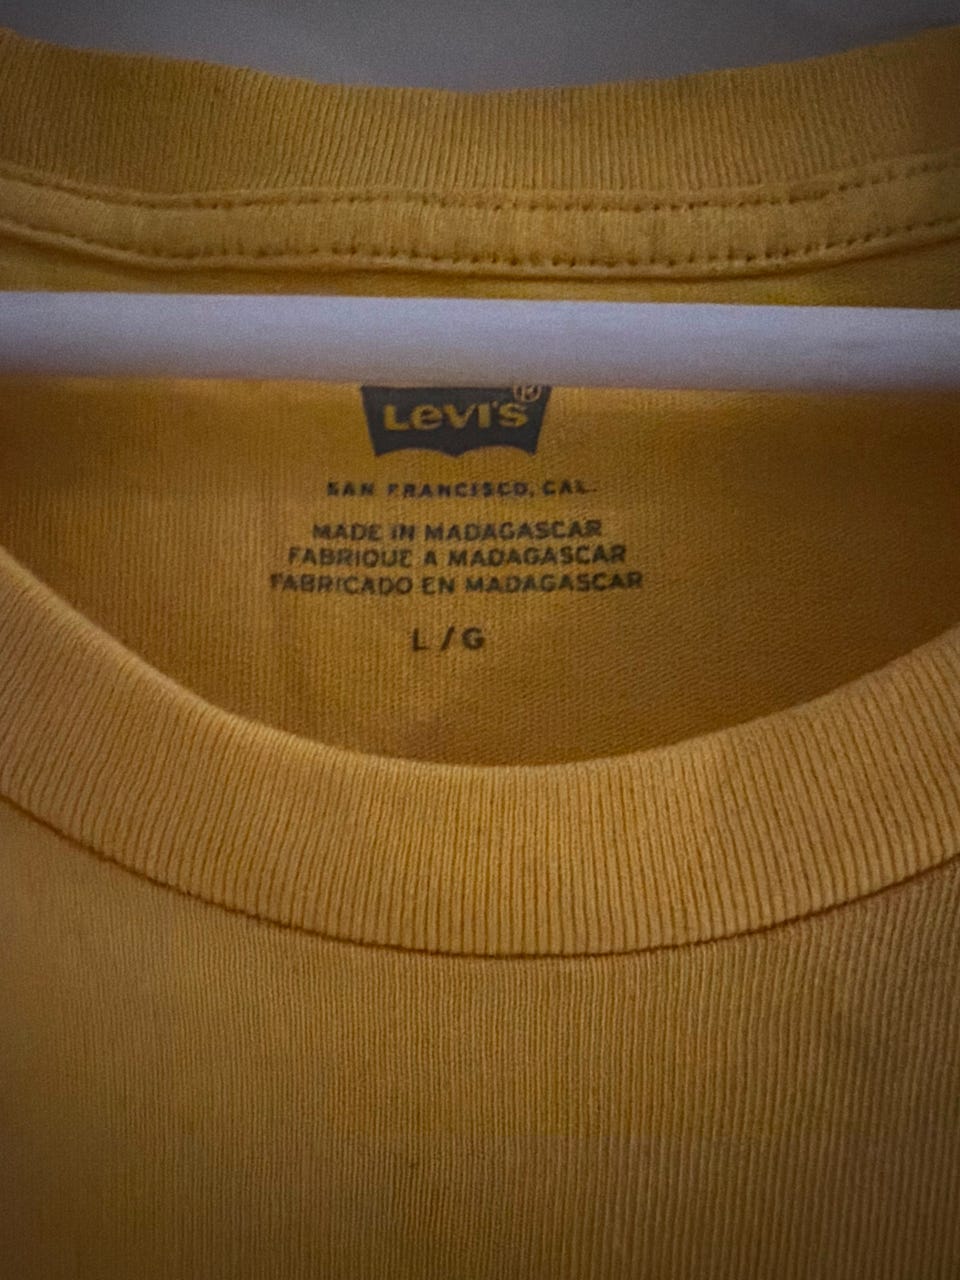 LEVI'S ®
SAN FRANCISCO, CAL.
MADE IN MADAGASCAR
FABRIQUE A MADAGASCAR
FABRICADO EN MADAGASCAR
L / G